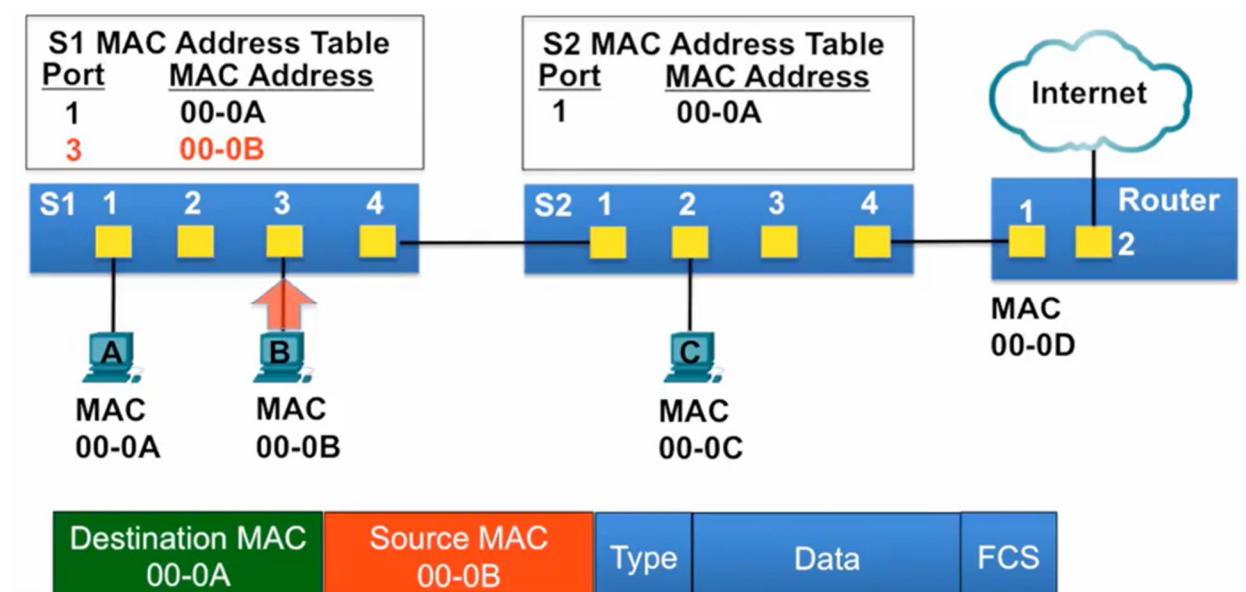 S1 MAC Address Table
Port MAC Address
1 00-0A
3 00-0B
S2 MAC Address Table
Port MAC Address
1 00-0A
Internet
S1 1 2 3 4
S2 1 2 3 4
1 Router
2
A
B
C
MAC
00-0A
MAC
00-0B
MAC
00-0C
MAC
00-0D
Destination MAC
00-0A
Source MAC
00-0B
Type
Data
FCS